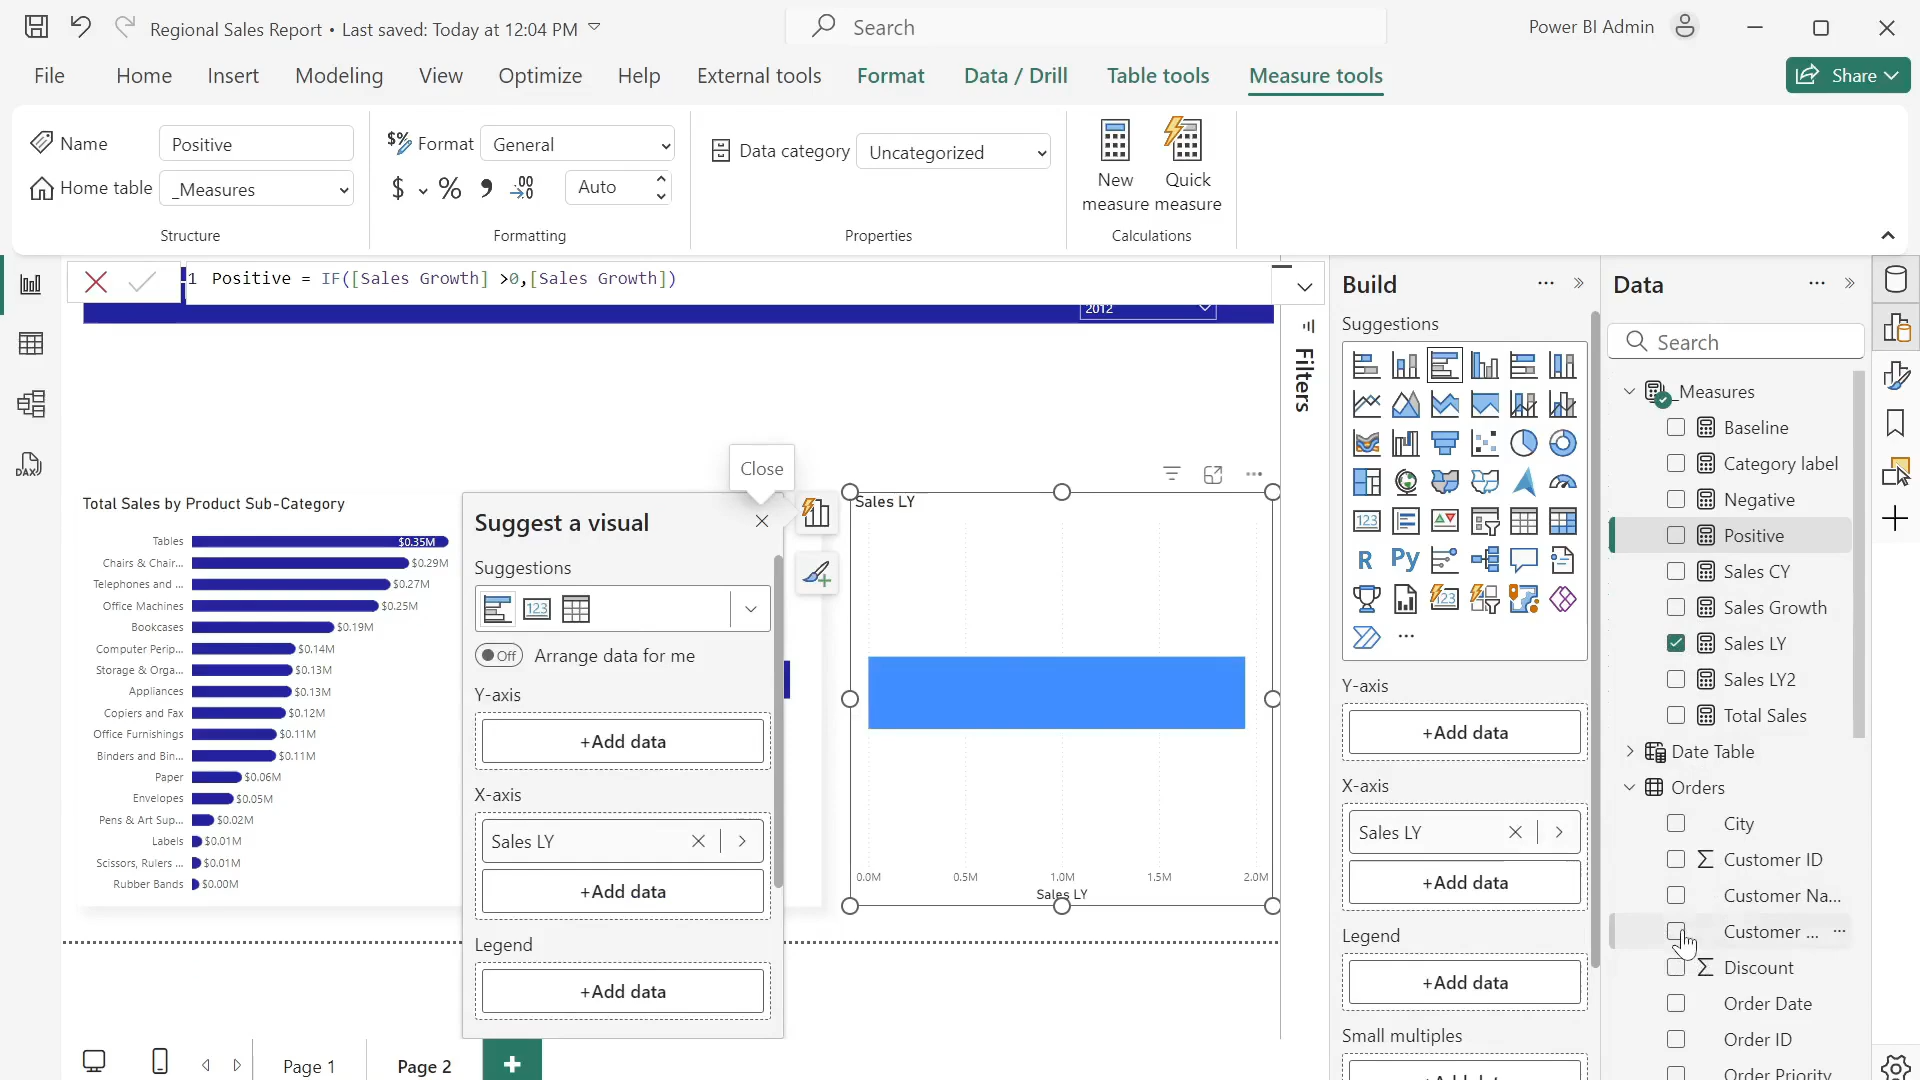 Regional Sales Report • Last saved: Today at 12:04 PM
Search
Power BI Admin
File
Home
Insert
Modeling
View
Optimize
Help
External tools
Format
Data / Drill
Table tools
Measure tools
Share
Name
Positive
Home table
_Measures
Structure
$% Format
General
$ % , .00
Auto
Formatting
Data category
Uncategorized
Properties
New measure
Quick measure
Calculations
1 Positive = IF([Sales Growth] >0,[Sales Growth])
2012
DAX
Total Sales by Product Sub-Category
Tables $0.35M
Chairs & Chair... $0.29M
Telephones and ... $0.27M
Office Machines $0.25M
Bookcases $0.19M
Computer Perip... $0.14M
Storage & Orga... $0.13M
Appliances $0.13M
Copiers and Fax $0.12M
Office Furnishings $0.11M
Binders and Bin... $0.11M
Paper $0.06M
Envelopes $0.05M
Pens & Art Sup... $0.02M
Labels $0.01M
Scissors, Rulers ... $0.01M
Rubber Bands $0.00M
Close
Suggest a visual
Suggestions
123
Off Arrange data for me
Y-axis
+Add data
X-axis
Sales LY
+Add data
Legend
+Add data
Sales LY
0.0M 0.5M 1.0M 1.5M 2.0M
Sales LY
Filters
Build
Suggestions
123
R Py
123
Y-axis
+Add data
X-axis
Sales LY
+Add data
Legend
+Add data
Small multiples
+Add data
Data
Search
_Measures
Baseline
Category label
Negative
Positive
Sales CY
Sales Growth
Sales LY
Sales LY2
Total Sales
Date Table
Orders
City
Customer ID
Customer Na...
Customer ...
Discount
Order Date
Order ID
Order Priority
Page 1
Page 2